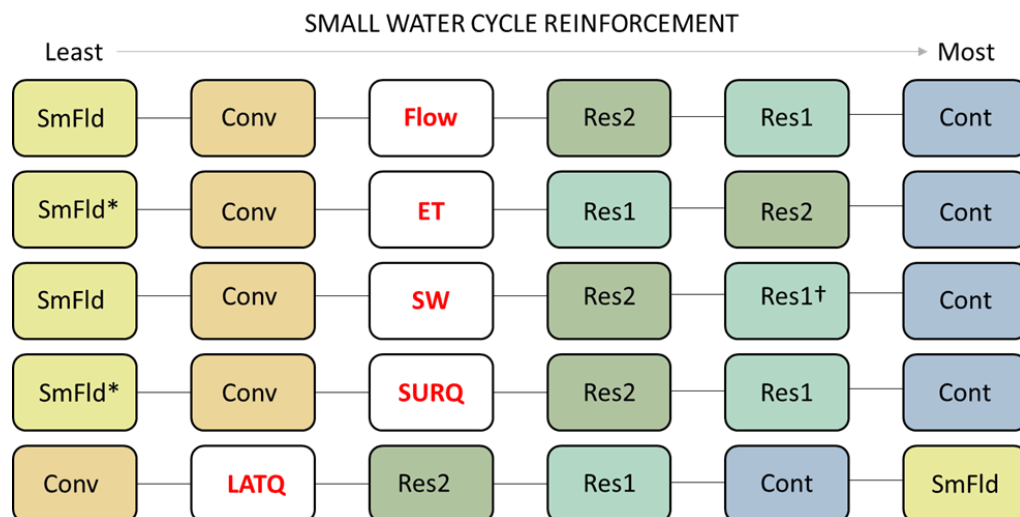 SMALL WATER CYCLE REINFORCEMENT
Least Most
SmFld Conv Flow Res2 Res1 Cont
SmFld* Conv ET Res1 Res2 Cont
SmFld Conv SW Res2 Res1† Cont
SmFld* Conv SURQ Res2 Res1 Cont
Conv LATQ Res2 Res1 Cont SmFld